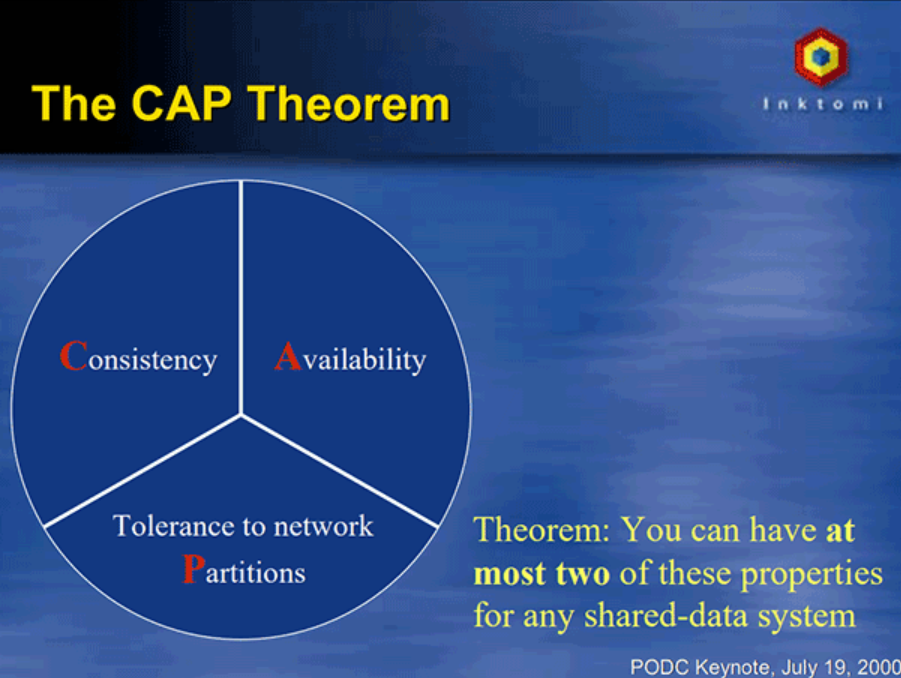 The CAP Theorem
Inktomi
Consistency
Availability
Tolerance to network
Partitions
Theorem: You can have at
most two of these properties
for any shared-data system
PODC Keynote, July 19, 2000